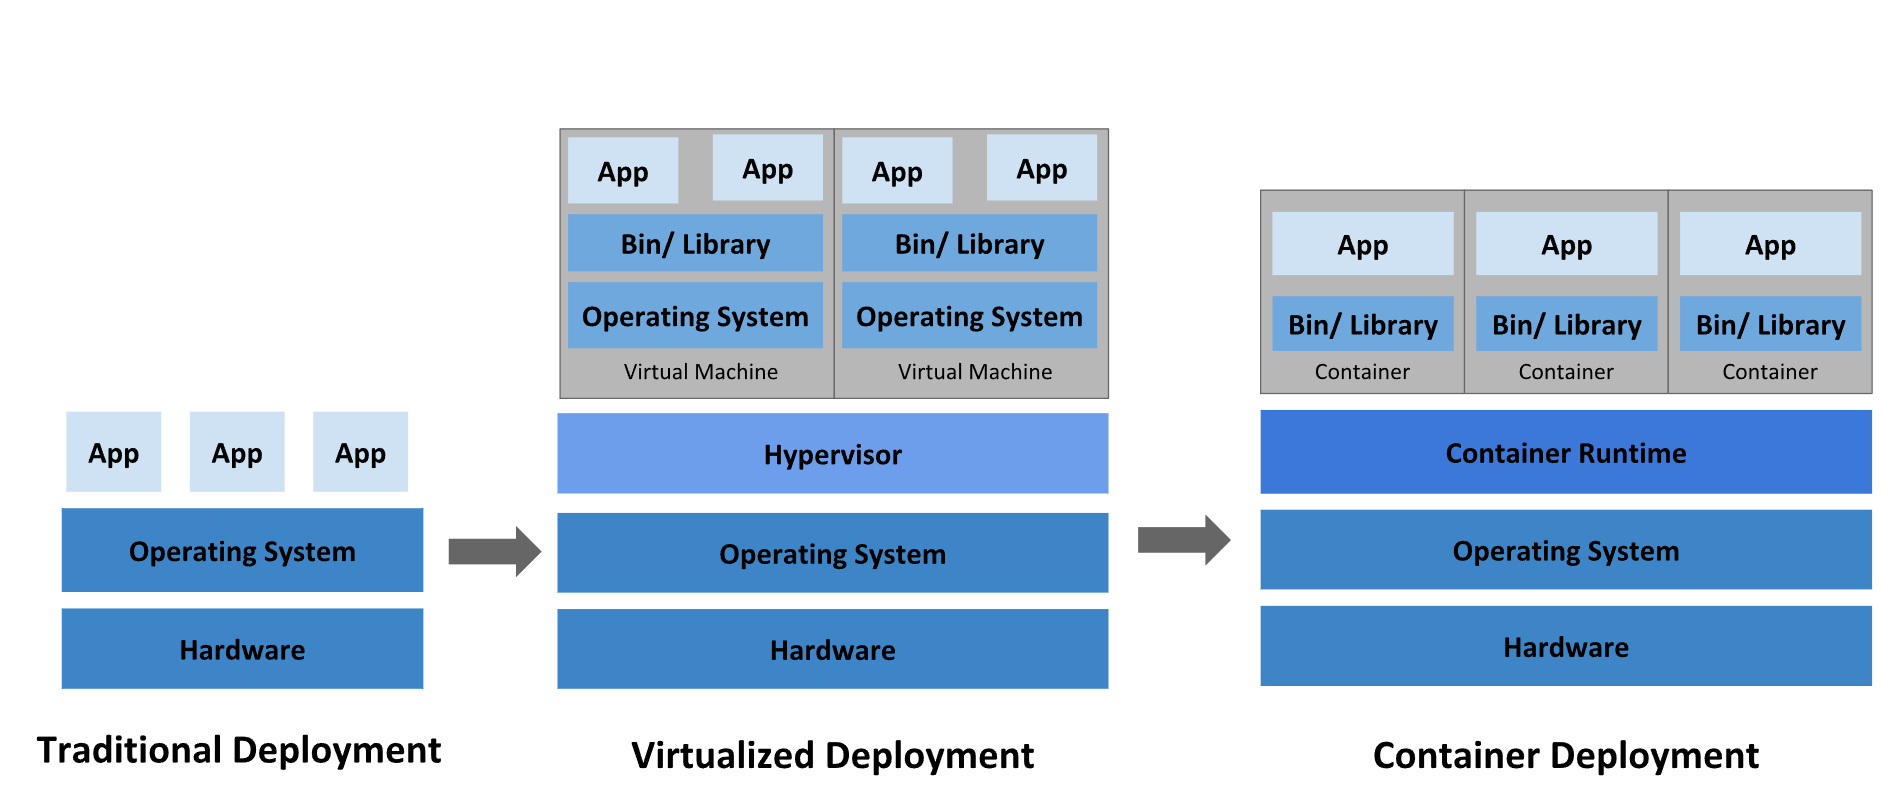 App
App
App
Operating System
Hardware
Traditional Deployment
App
App
App
App
Bin/ Library
Bin/ Library
Operating System
Operating System
Virtual Machine
Virtual Machine
Hypervisor
Operating System
Hardware
Virtualized Deployment
App
App
App
Bin/ Library
Bin/ Library
Bin/ Library
Container
Container
Container
Container Runtime
Operating System
Hardware
Container Deployment